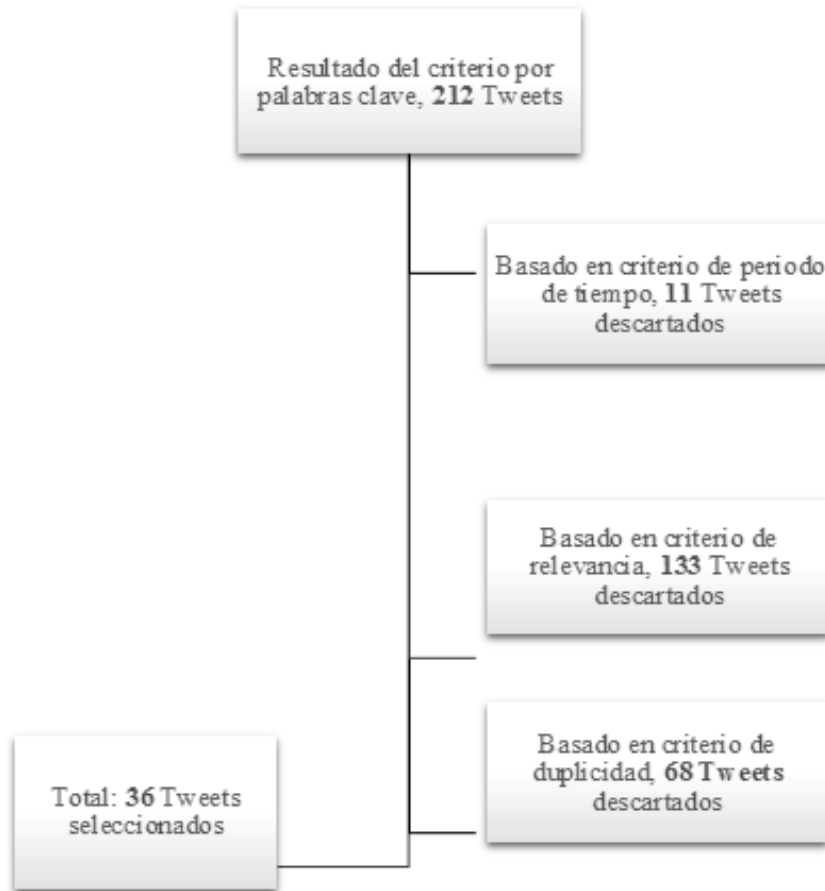 Resultado del criterio por
palabras clave, 212 Tweets
Basado en criterio de periodo
de tiempo, 11 Tweets
descartados
Basado en criterio de
relevancia, 133 Tweets
descartados
Basado en criterio de
duplicidad, 68 Tweets
descartados
Total: 36 Tweets
seleccionados